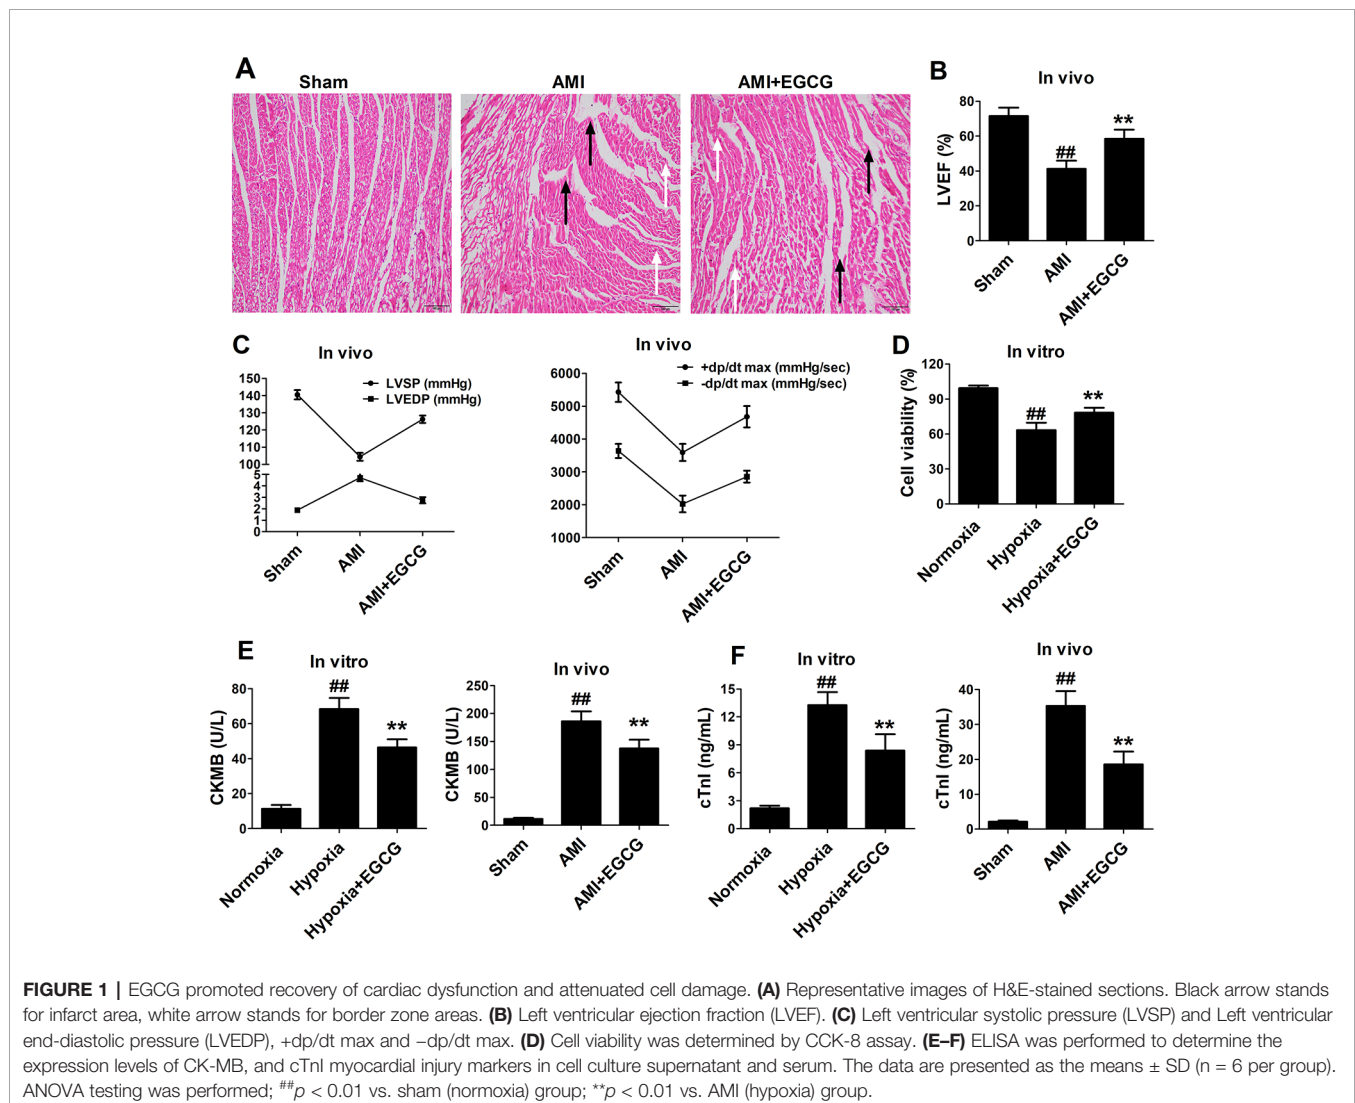 A
Sham
AMI
AMI+EGCG
B
In vivo
LVEF (%)
80
60
40
20
0
##
**
Sham
AMI
AMI+EGCG
C
In vivo
LVSP (mmHg)
LVEDP (mmHg)
150
140
130
120
110
100
5
4
3
2
1
0
Sham
AMI
AMI+EGCG
In vivo
+dp/dt max (mmHg/sec)
-dp/dt max (mmHg/sec)
6000
5000
4000
3000
2000
1000
Sham
AMI
AMI+EGCG
D
In vitro
Cell viability (%)
120
90
60
30
0
##
**
Normoxia
Hypoxia
Hypoxia+EGCG
E
In vitro
CKMB (U/L)
80
60
40
20
0
##
**
Normoxia
Hypoxia
Hypoxia+EGCG
In vivo
CKMB (U/L)
250
200
150
100
50
0
##
**
Sham
AMI
AMI+EGCG
F
In vitro
cTnI (ng/mL)
15
12
9
6
3
0
##
**
Normoxia
Hypoxia
Hypoxia+EGCG
In vivo
cTnI (ng/mL)
40
30
20
10
0
##
**
Sham
AMI
AMI+EGCG
FIGURE 1 | EGCG promoted recovery of cardiac dysfunction and attenuated cell damage. (A) Representative images of H&E-stained sections. Black arrow stands
for infarct area, white arrow stands for border zone areas. (B) Left ventricular ejection fraction (LVEF). (C) Left ventricular systolic pressure (LVSP) and Left ventricular
end-diastolic pressure (LVEDP), +dp/dt max and −dp/dt max. (D) Cell viability was determined by CCK-8 assay. (E–F) ELISA was performed to determine the
expression levels of CK-MB, and cTnI myocardial injury markers in cell culture supernatant and serum. The data are presented as the means ± SD (n = 6 per group).
ANOVA testing was performed; ##p < 0.01 vs. sham (normoxia) group; **p < 0.01 vs. AMI (hypoxia) group.